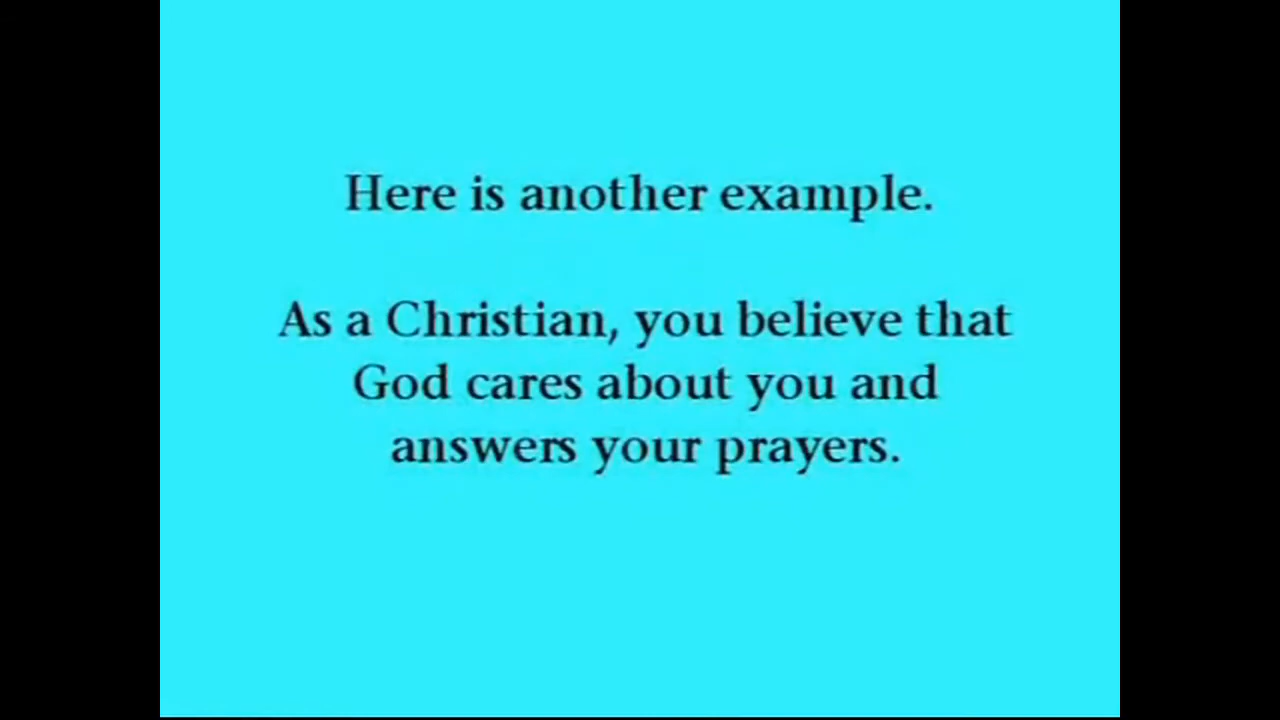 Here is another example.
As a Christian, you believe that
God cares about you and
answers your prayers.